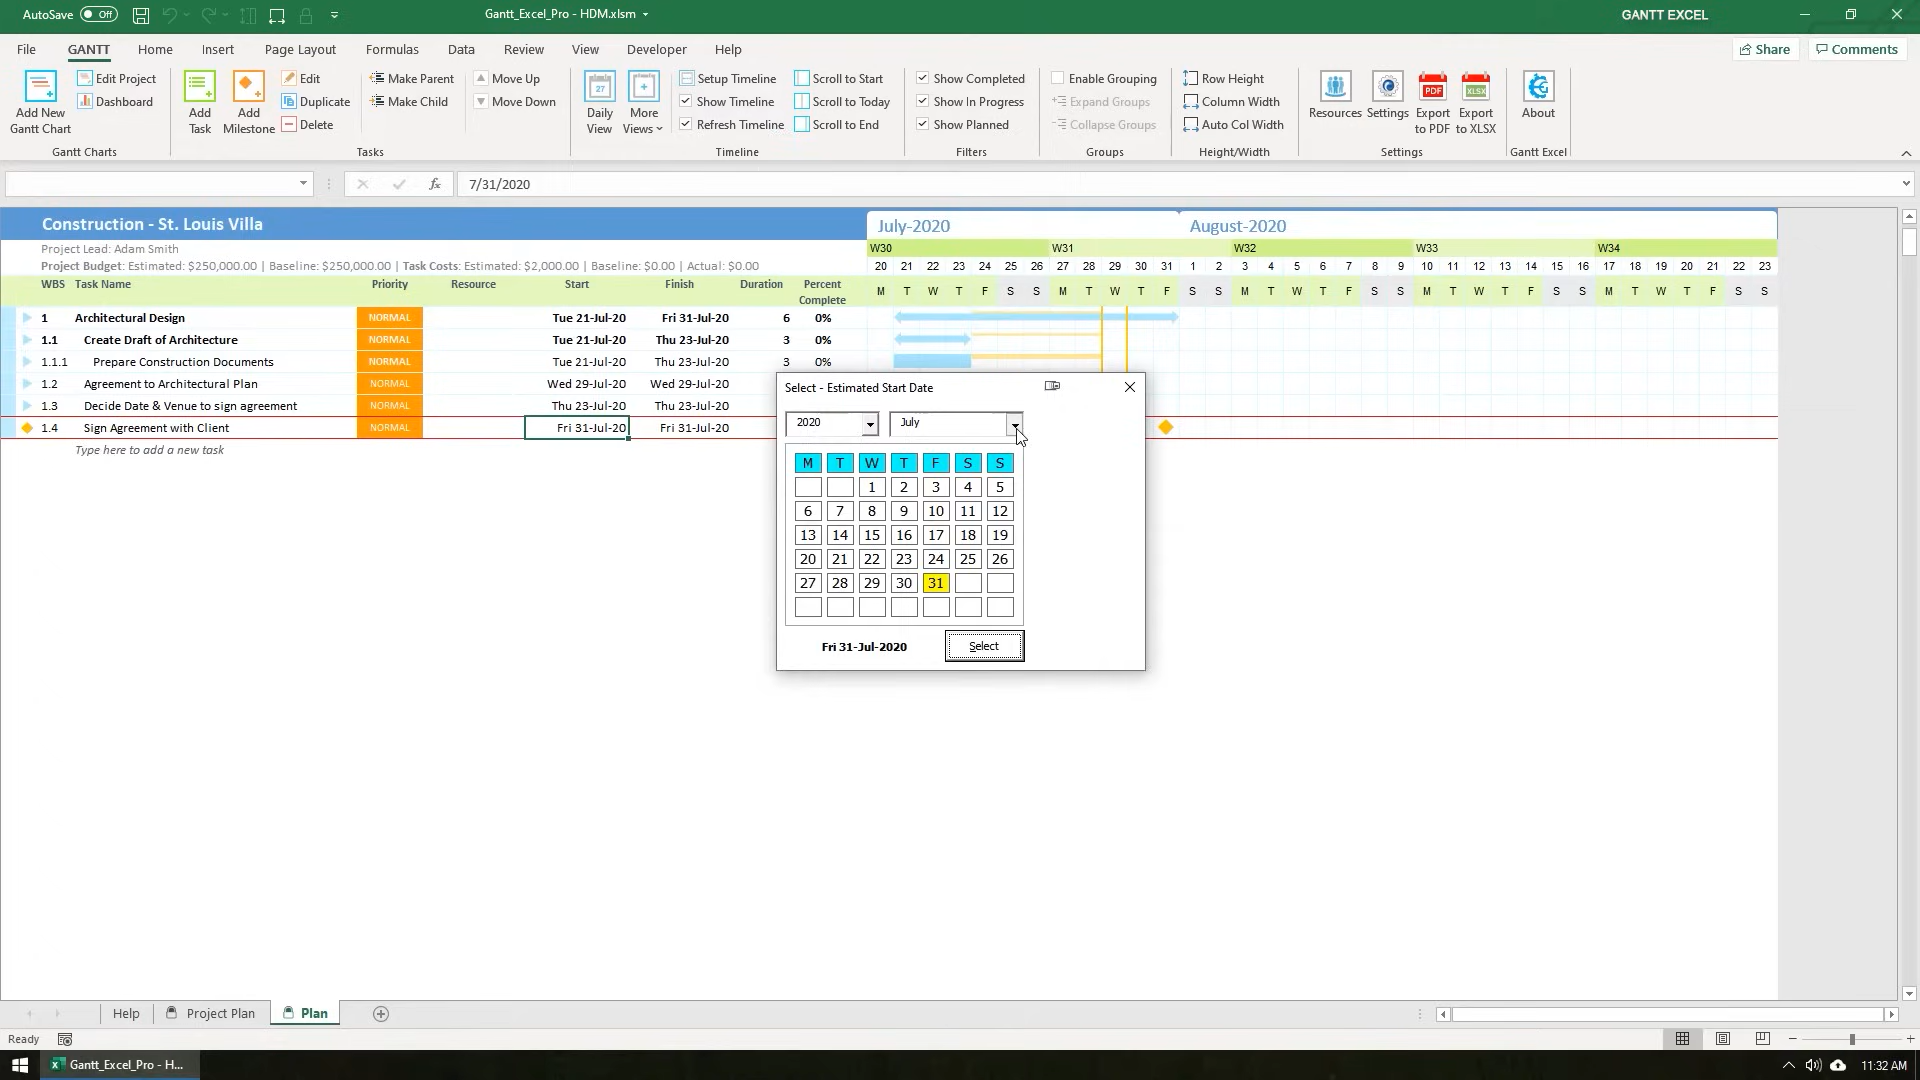 AutoSave Off Gantt_Excel_Pro - HDM.xlsm GANTT EXCEL
File GANTT Home Insert Page Layout Formulas Data Review View Developer Help Share Comments
Add New Gantt Chart Edit Project Dashboard
Gantt Charts
Add Task Add Milestone Edit Duplicate Delete Make Parent Make Child Move Up Move Down
Tasks
Daily View More Views Setup Timeline Show Timeline Refresh Timeline Scroll to Start Scroll to Today Scroll to End
Timeline
Show Completed Show In Progress Show Planned
Filters
Enable Grouping Expand Groups Collapse Groups
Groups
Row Height Column Width Auto Col Width
Height/Width
Resources Settings Export to PDF Export to XLSX
Settings
About
Gantt Excel
fx 7/31/2020
Construction - St. Louis Villa July-2020 August-2020
Project Lead: Adam Smith W30 W31 W32 W33 W34
Project Budget: Estimated: $250,000.00 | Baseline: $250,000.00 | Task Costs: Estimated: $2,000.00 | Baseline: $0.00 | Actual: $0.00 20 21 22 23 24 25 26 27 28 29 30 31 1 2 3 4 5 6 7 8 9 10 11 12 13 14 15 16 17 18 19 20 21 22 23
WBS Task Name Priority Resource Start Finish Duration Percent Complete M T W T F S S M T W T F S S M T W T F S S M T W T F S S M T W T F S S
1 Architectural Design NORMAL Tue 21-Jul-20 Fri 31-Jul-20 6 0%
1.1 Create Draft of Architecture NORMAL Tue 21-Jul-20 Thu 23-Jul-20 3 0%
1.1.1 Prepare Construction Documents NORMAL Tue 21-Jul-20 Thu 23-Jul-20 3 0%
1.2 Agreement to Architectural Plan NORMAL Wed 29-Jul-20 Wed 29-Jul-20
1.3 Decide Date & Venue to sign agreement NORMAL Thu 23-Jul-20 Thu 23-Jul-20
1.4 Sign Agreement with Client NORMAL Fri 31-Jul-20 Fri 31-Jul-20
Type here to add a new task
Select - Estimated Start Date
2020 July
M T W T F S S
1 2 3 4 5
6 7 8 9 10 11 12
13 14 15 16 17 18 19
20 21 22 23 24 25 26
27 28 29 30 31
Fri 31-Jul-2020 Select
Help Project Plan Plan
Ready
Gantt_Excel_Pro - H... 11:32 AM